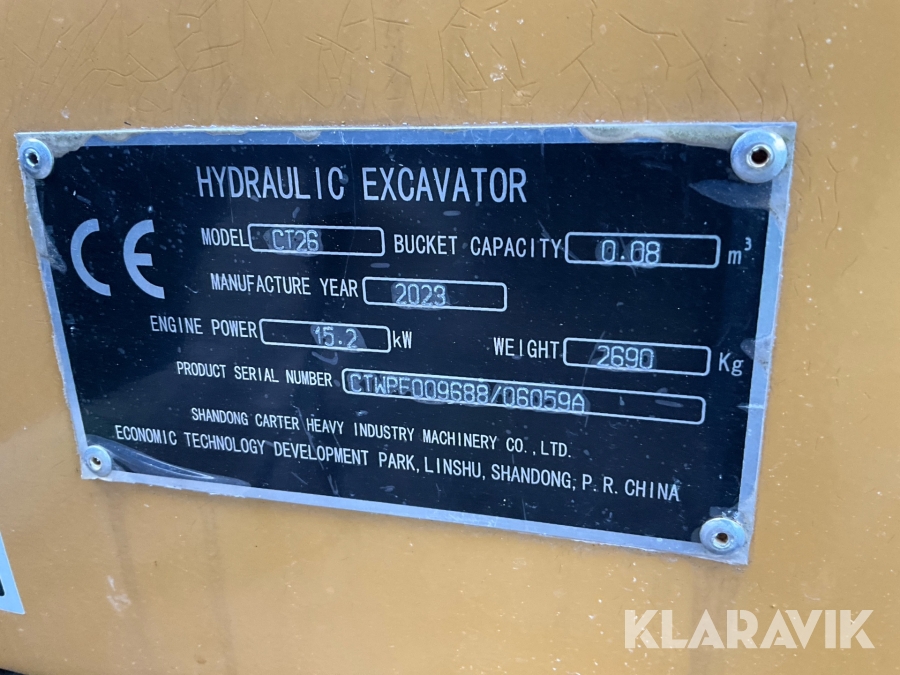 HYDRAULIC EXCAVATOR
CE
MODEL CT26 BUCKET CAPACITY 0.08 m³
MANUFACTURE YEAR 2023
ENGINE POWER 15.2 kW WEIGHT 2690 Kg
PRODUCT SERIAL NUMBER CTWPF009688/06059A
SHANDONG CARTER HEAVY INDUSTRY MACHINERY CO.,LTD.
ECONOMIC TECHNOLOGY DEVELOPMENT PARK, LINSHU, SHANDONG, P.R.CHINA
KLARAVIK